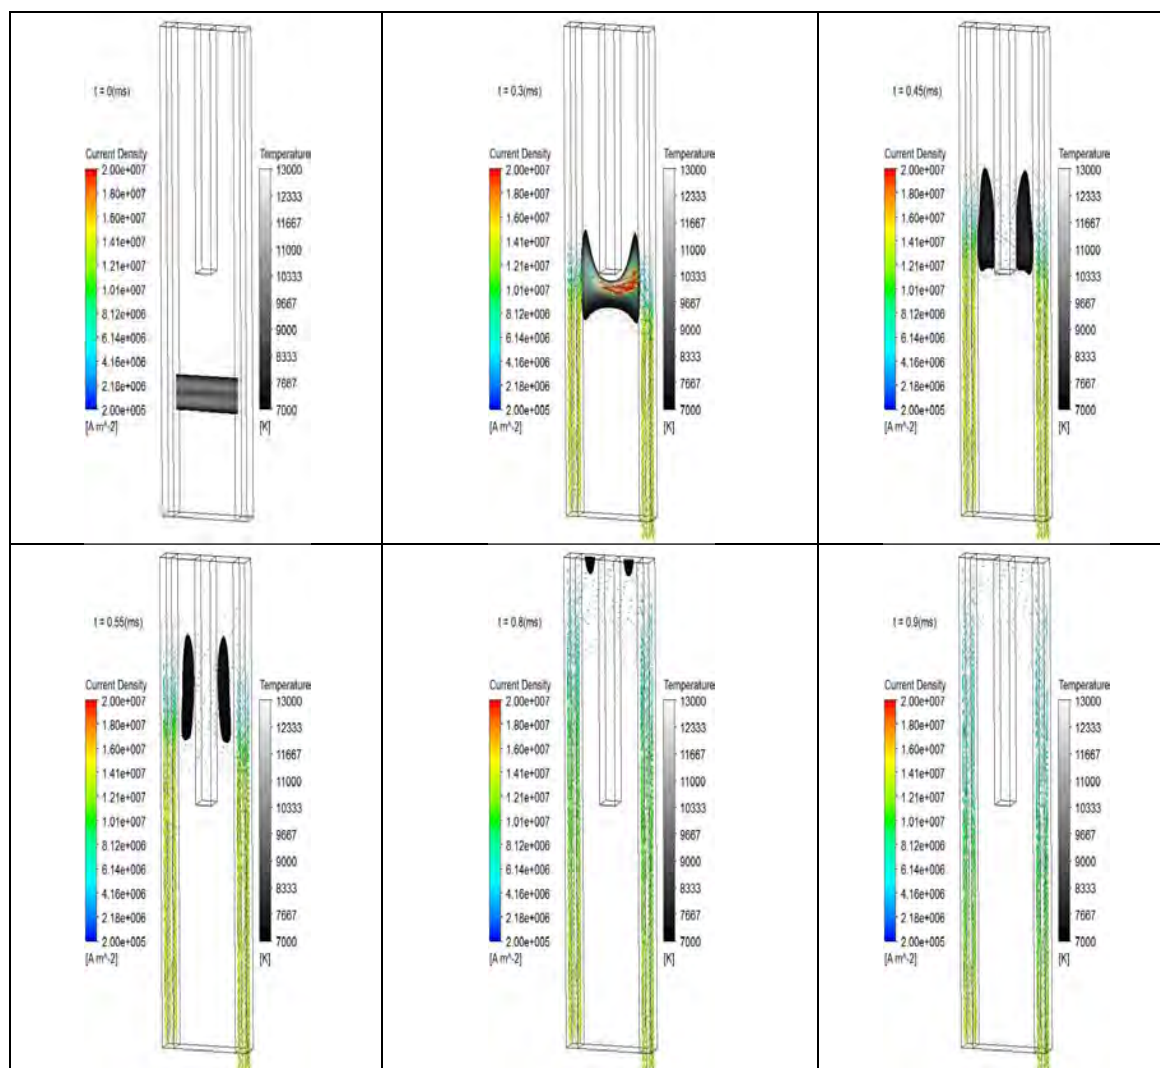 t = 0(ms)
Current Density Temperature
2.00e+007 13000
1.80e+007 12333
1.60e+007 11667
1.41e+007 11000
1.21e+007 10333
1.01e+007 9667
8.12e+006 9000
6.14e+006 8333
4.16e+006
2.18e+006 7667
2.00e+005 7000
[A m^-2] [K]
t = 0.3(ms)
Current Density Temperature
2.00e+007 13000
1.80e+007 12333
1.60e+007 11667
1.41e+007 11000
1.21e+007 10333
1.01e+007 9667
8.12e+006 9000
6.14e+006 8333
4.16e+006
2.18e+006 7667
2.00e+005 7000
[A m^-2] [K]
t = 0.45(ms)
Current Density Temperature
2.00e+007 13000
1.80e+007 12333
1.60e+007 11667
1.41e+007 11000
1.21e+007 10333
1.01e+007 9667
8.12e+006 9000
6.14e+006 8333
4.16e+006
2.18e+006 7667
2.00e+005 7000
[A m^-2] [K]
t = 0.55(ms)
Current Density Temperature
2.00e+007 13000
1.80e+007 12333
1.60e+007 11667
1.41e+007 11000
1.21e+007 10333
1.01e+007 9667
8.12e+006 9000
6.14e+006 8333
4.16e+006
2.18e+006 7667
2.00e+005 7000
[A m^-2] [K]
t = 0.8(ms)
Current Density Temperature
2.00e+007 13000
1.80e+007 12333
1.60e+007 11667
1.41e+007 11000
1.21e+007 10333
1.01e+007 9667
8.12e+006 9000
6.14e+006 8333
4.16e+006
2.18e+006 7667
2.00e+005 7000
[A m^-2] [K]
t = 0.9(ms)
Current Density Temperature
2.00e+007 13000
1.80e+007 12333
1.60e+007 11667
1.41e+007 11000
1.21e+007 10333
1.01e+007 9667
8.12e+006 9000
6.14e+006 8333
4.16e+006
2.18e+006 7667
2.00e+005 7000
[A m^-2] [K]